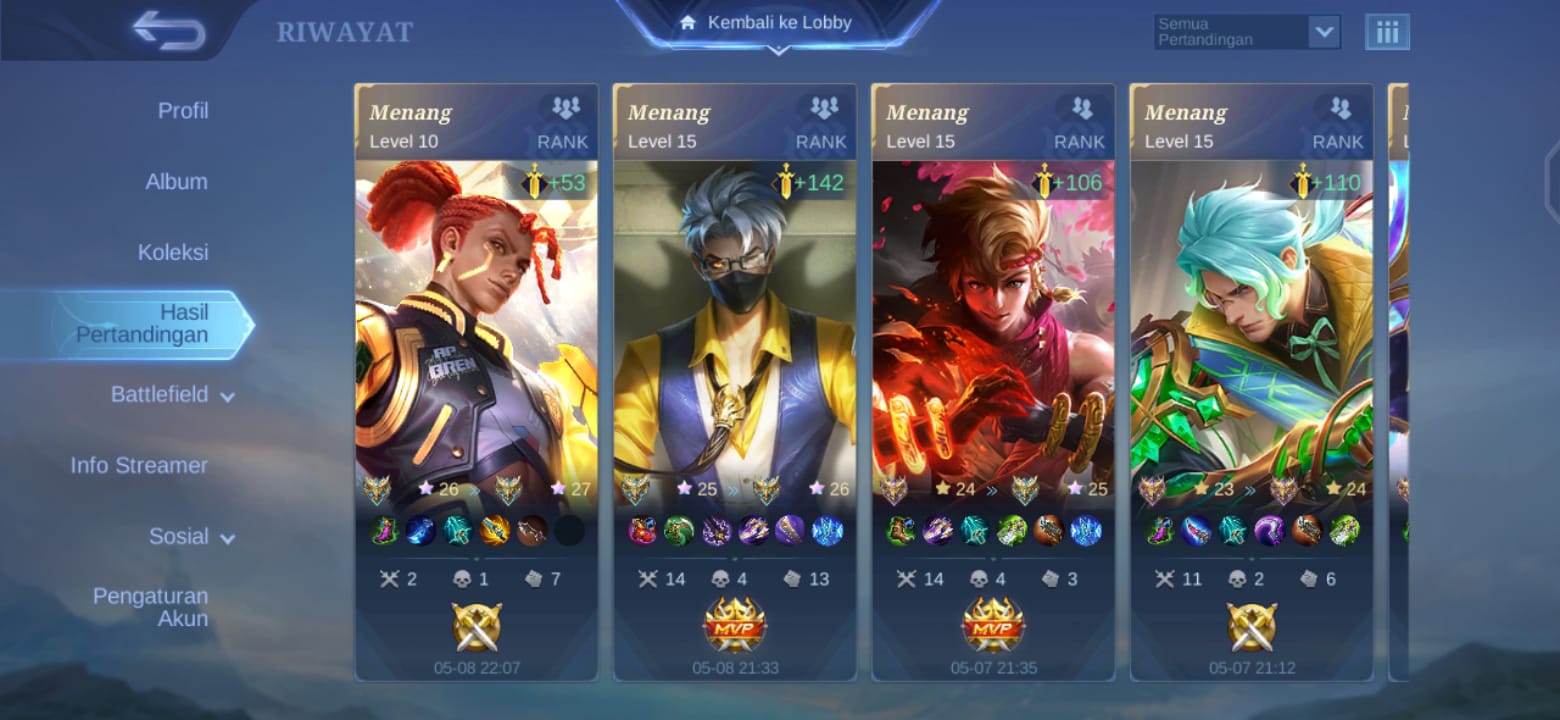 RIWAYAT
Kembali ke Lobby
Semua
Pertandingan
Profil
Album
Koleksi
Hasil
Pertandingan
Battlefield
Info Streamer
Sosial
Pengaturan
Akun
Menang
Level 10 RANK
+53
26 » 27
2 1 7
05-08 22:07
Menang
Level 15 RANK
+142
25 » 26
14 4 13
MVP
05-08 21:33
Menang
Level 15 RANK
+106
24 » 25
14 4 3
MVP
05-07 21:35
Menang
Level 15 RANK
+110
23 » 24
11 2 6
05-07 21:12